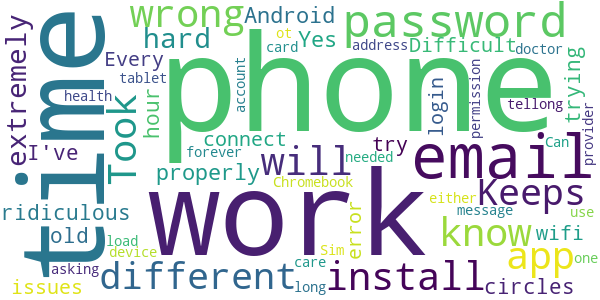 extremely
time
Took
wrong
hard
Every
tablet
health
I've
hour
phone
Android
Yes
ot
card
password
address
Difficult
doctor
account
login
permission
trying
tellong
provider
connect
forever
needed
try
email
Can
will
properly
work
know
Keeps
ridiculous
old
Chromebook
error
either
message
use
wifi
app
one
load
device
asking
issues
different
Sim
care
long
install
circles